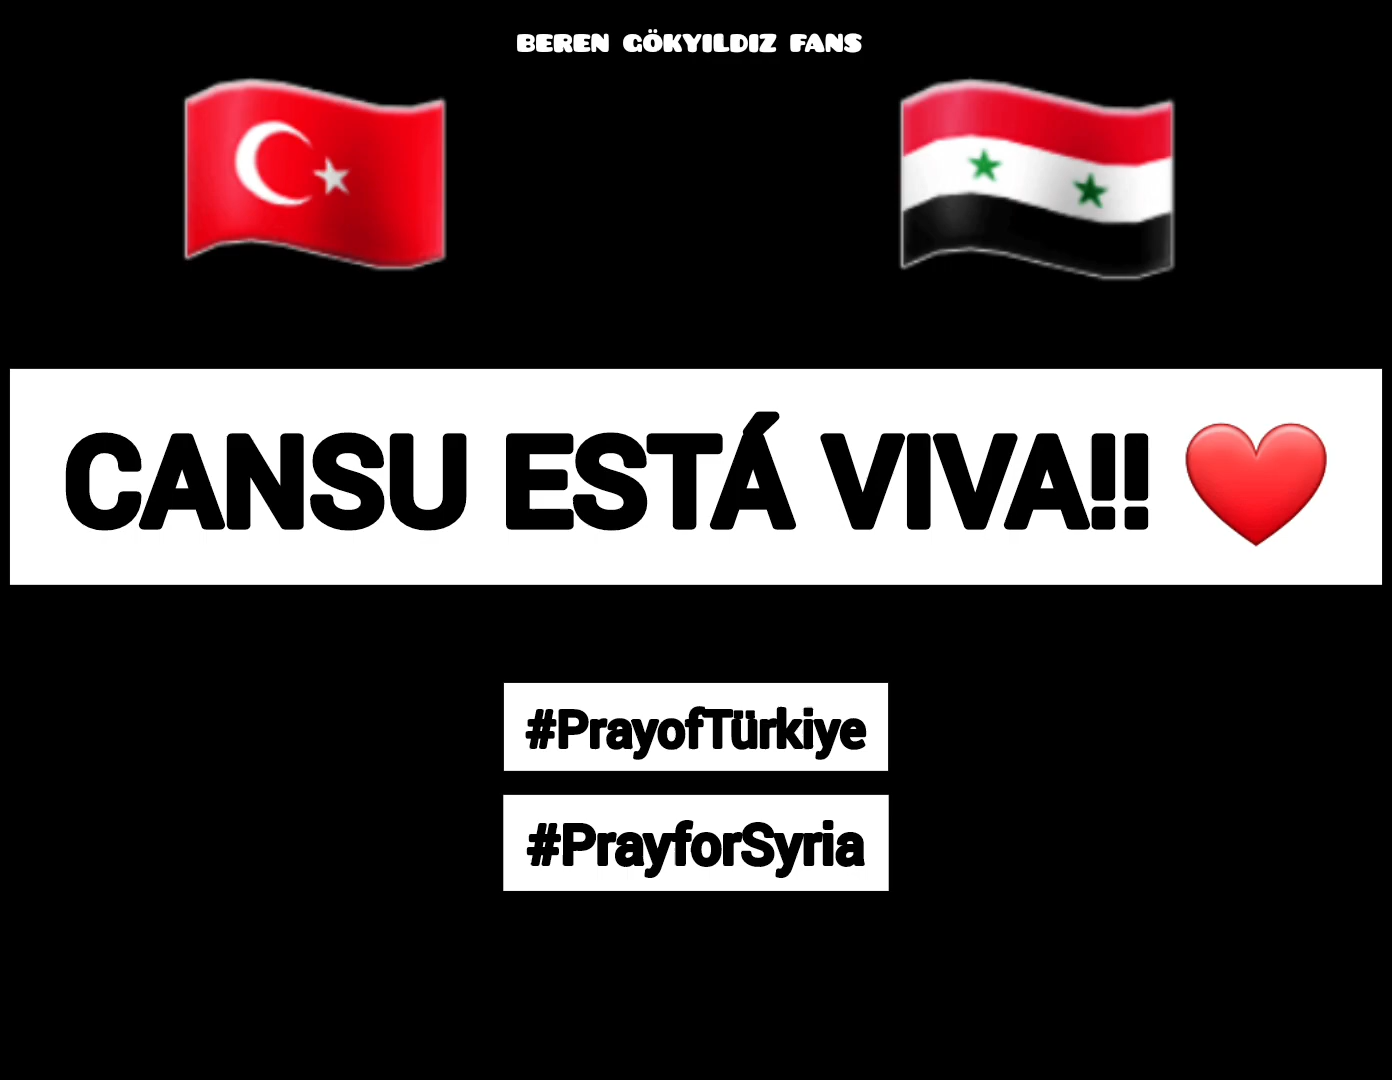 BEREN GÖKYILDIZ FANS
CANSU ESTÁ VIVA!! ❤️
#PrayofTürkiye
#PrayforSyria